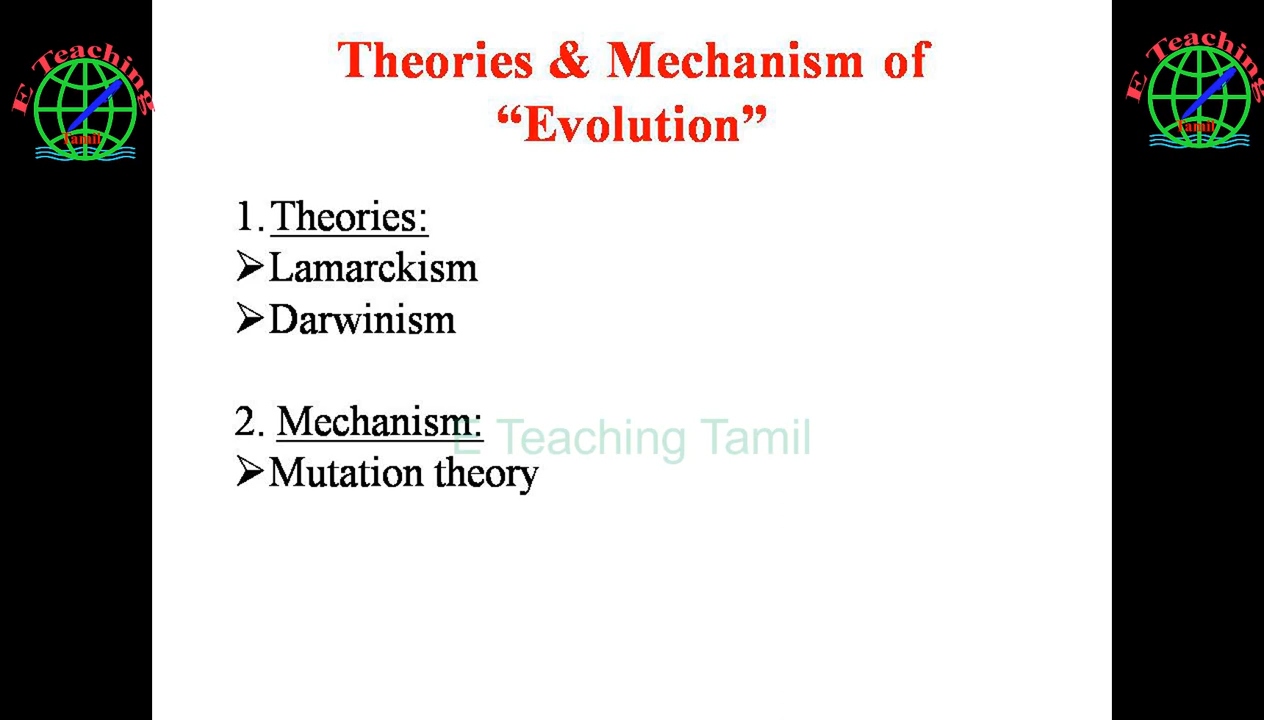 Theories & Mechanism of
“Evolution”
1. Theories:
➢Lamarckism
➢Darwinism
2. Mechanism:
➢Mutation theory
E Teaching Tamil
E Teaching
Tamil
E Teaching
Tamil